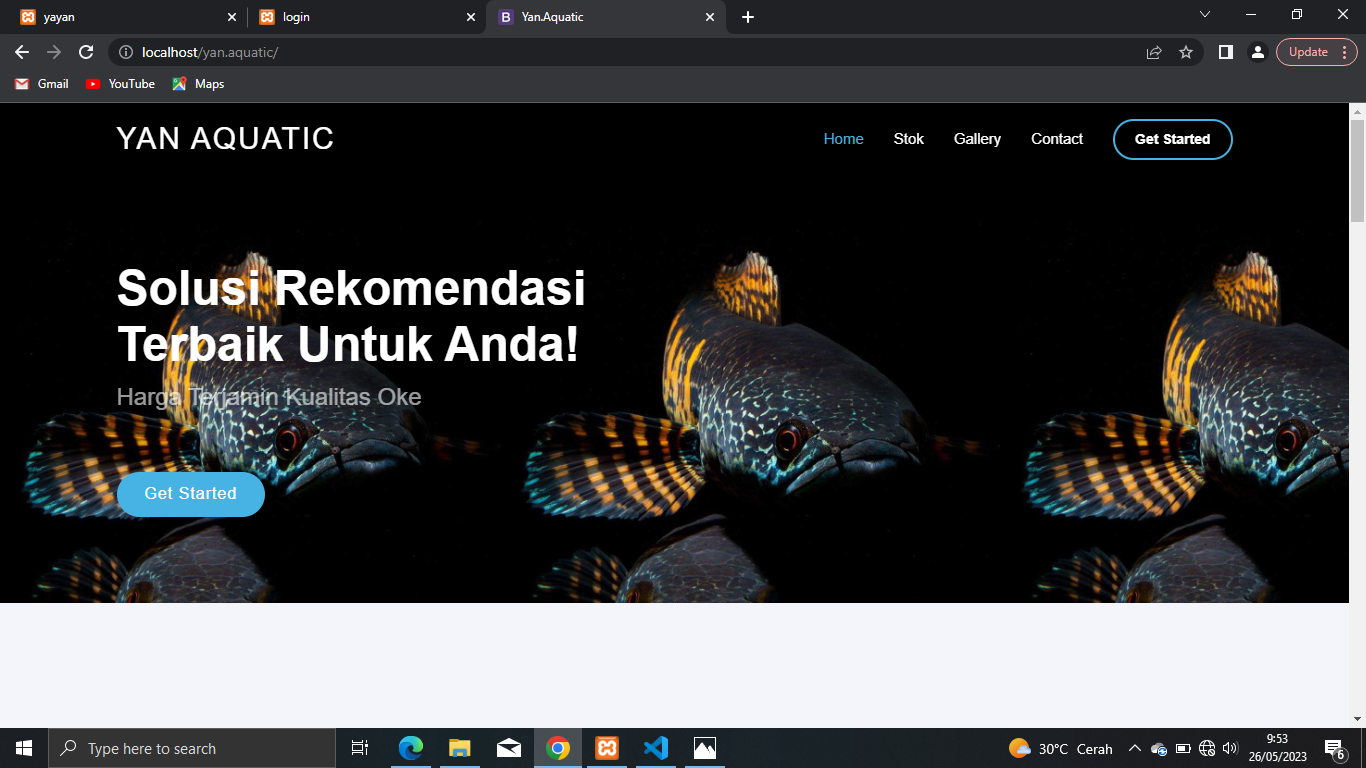 yayan
login
Yan.Aquatic
localhost/yan.aquatic/
Update
Gmail
YouTube
Maps
YAN AQUATIC
Home
Stok
Gallery
Contact
Get Started
Solusi Rekomendasi
Terbaik Untuk Anda!
Harga Terjamin Kualitas Oke
Get Started
Type here to search
30°C Cerah
9:53
26/05/2023
6